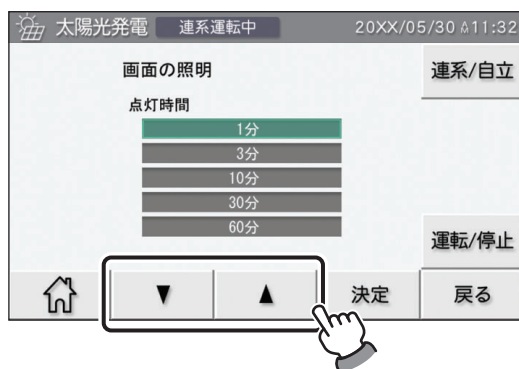 太陽光発電 連系運転中 20XX/05/30 11:32
画面の照明 連系/自立
点灯時間
1分
3分
10分
30分
60分
運転/停止
▼ ▲ 決定 戻る